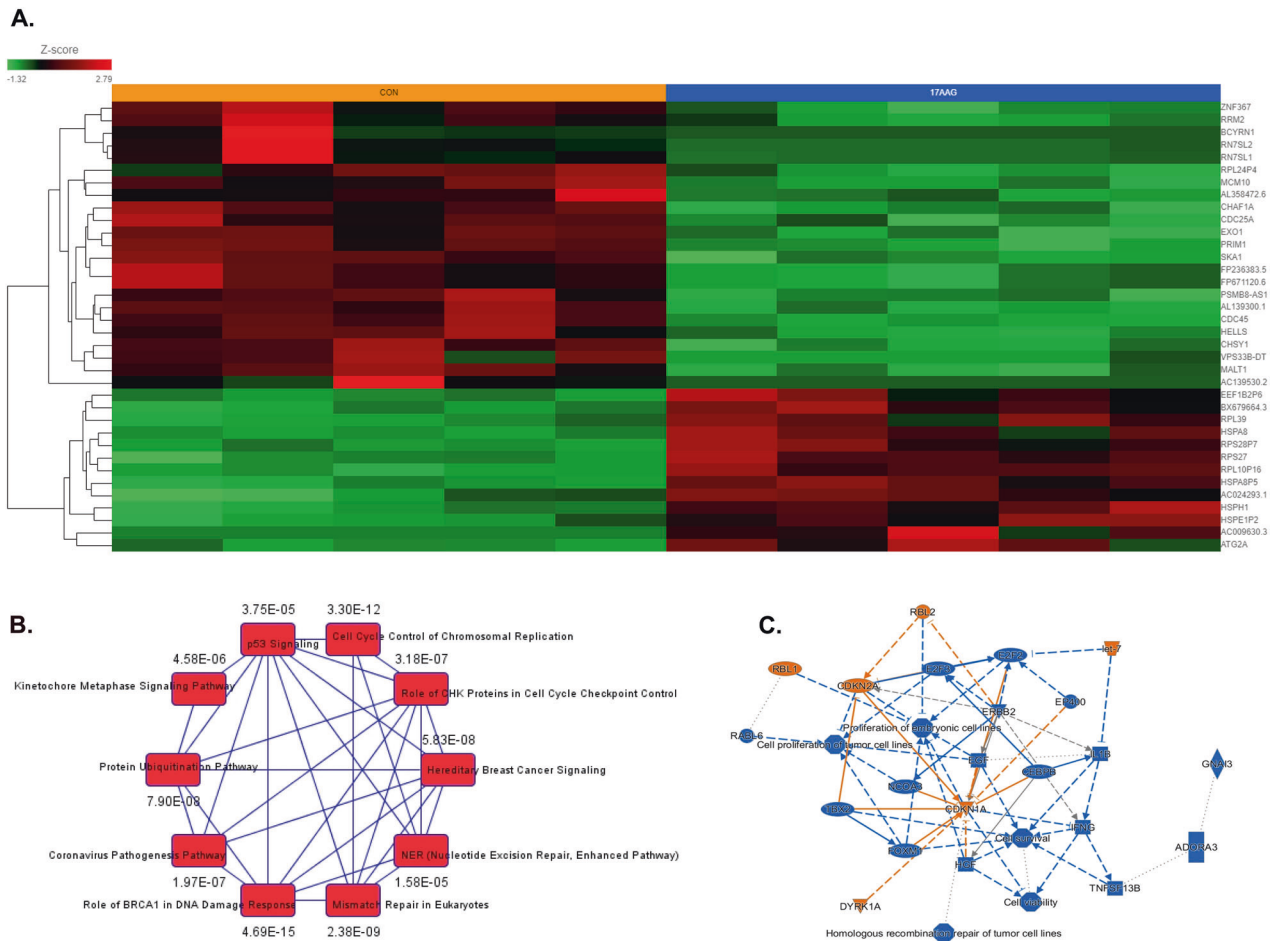 A.
Z-score
-1.32 2.79
CON 17AAG
ZNF367
RRM2
BCYRN1
RN7SL2
RN7SL1
RPL24P4
MCM10
AL358472.6
CHAF1A
CDC25A
EXO1
PRIM1
SKA1
FP236383.5
FP671120.6
PSMB8-AS1
AL139300.1
CDC45
HELLS
CHSY1
VPS33B-DT
MALT1
AC139530.2
EEF1B2P6
BX679664.3
RPL39
HSPA8
RPS28P7
RPS27
RPL10P16
HSPA8P5
AC024293.1
HSPH1
HSPE1P2
AC009630.3
ATG2A
B.
3.75E-05 3.30E-12
p53 Signaling Cell Cycle Control of Chromosomal Replication
4.58E-06 3.18E-07
Kinetochore Metaphase Signaling Pathway Role of CHK Proteins in Cell Cycle Checkpoint Control
5.83E-08
Protein Ubiquitination Pathway Hereditary Breast Cancer Signaling
7.90E-08
Coronavirus Pathogenesis Pathway NER (Nucleotide Excision Repair, Enhanced Pathway)
1.97E-07 1.58E-05
Role of BRCA1 in DNA Damage Response Mismatch Repair in Eukaryotes
4.69E-15 2.38E-09
C.
RBL2
let-7
E2F2
RBL1
E2F3
CDKN2A
EP400
ERBB2
RABL6
Proliferation of embryonic cell lines
Cell proliferation of tumor cell lines
IL1B
EGF
GNAI3
CEBPB
NCOA3
TBX2
CDKN1A
IFNG
Cell survival
FOXM1
ADORA3
HGF
TNFSF13B
Cell viability
DYRK1A
Homologous recombination repair of tumor cell lines